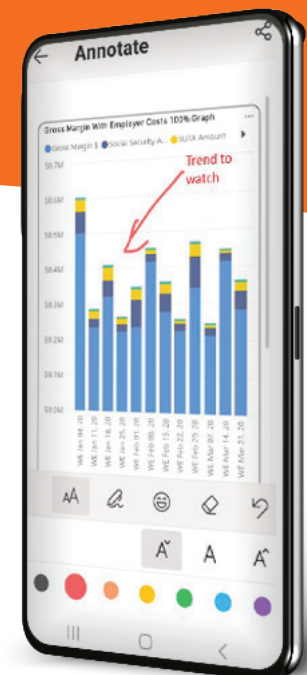 Annotate
Gross Margin With Employer Costs 100% Graph
Gross Margin $ Social Security A... SUTA Amount
Trend to
watch
$0.7M
$0.6M
$0.5M
$0.4M
$0.3M
$0.2M
$0.1M
$0.0M
WE Jan 04, 20
WE Jan 11, 20
WE Jan 18, 20
WE Jan 25, 20
WE Feb 01, 20
WE Feb 08, 20
WE Feb 15, 20
WE Feb 22, 20
WE Feb 29, 20
WE Mar 07, 20
WE Mar 14, 20
WE Mar 21, 20
AA
A A A